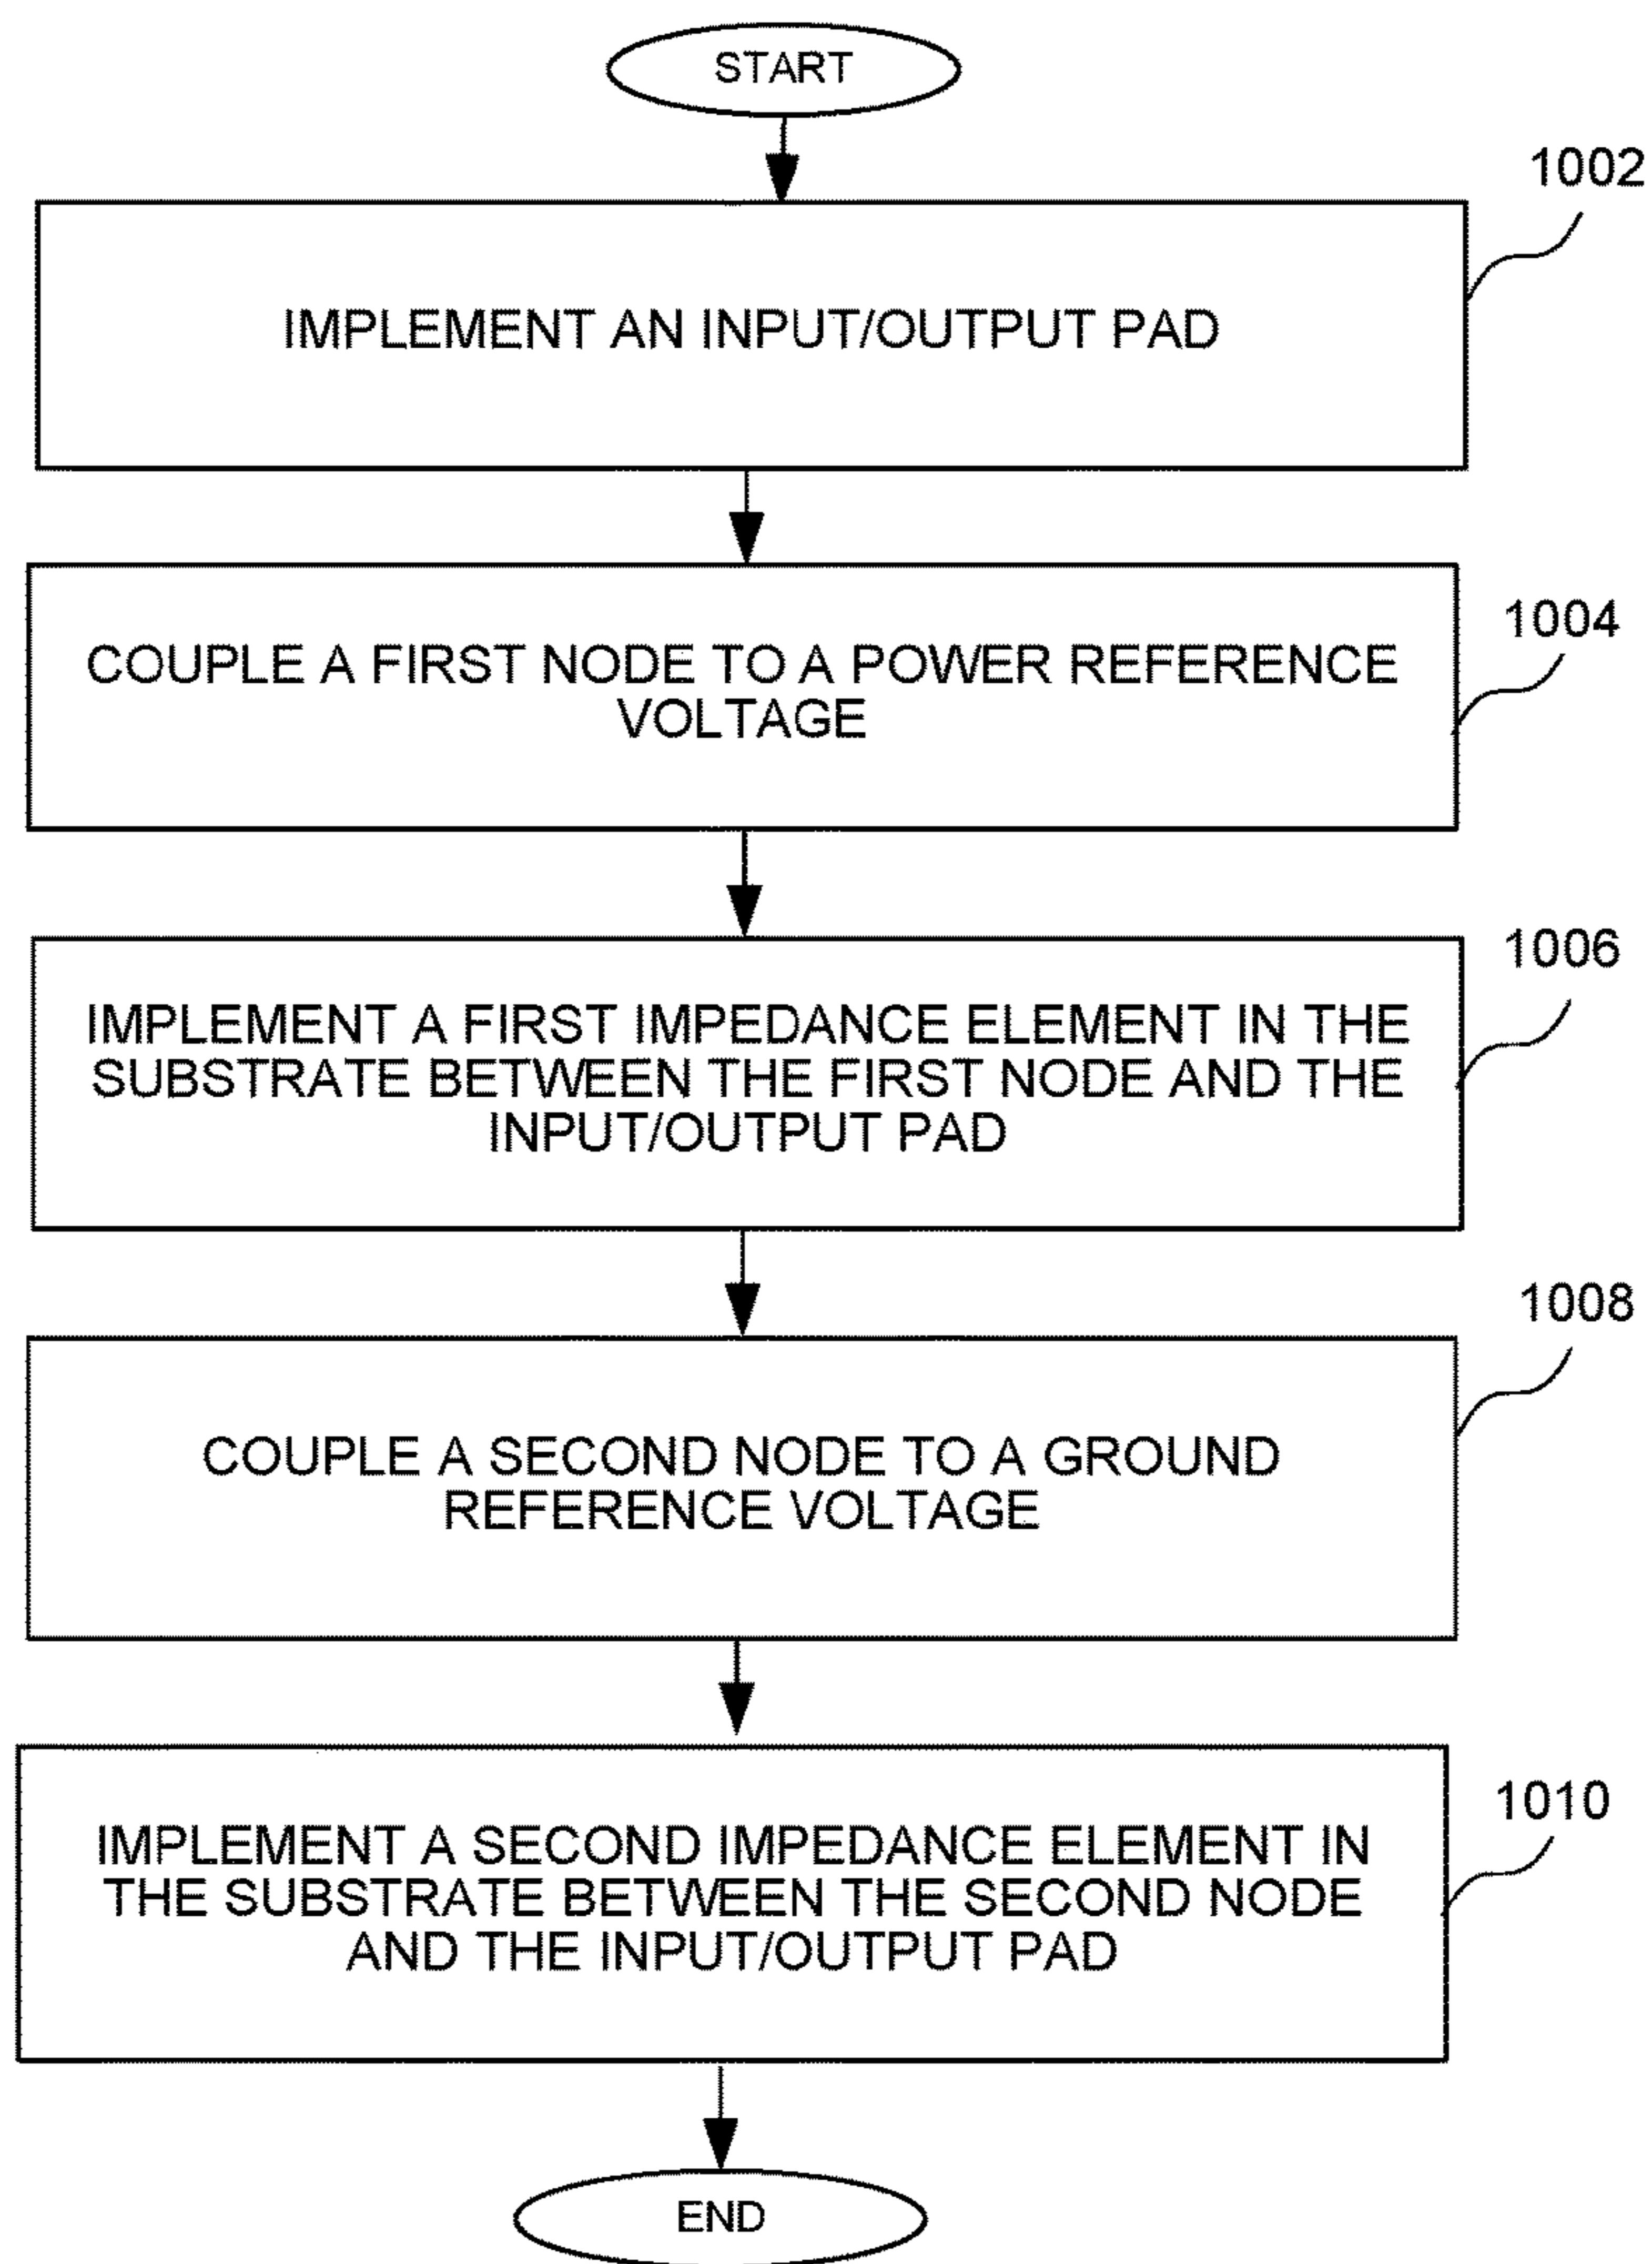 START
1002
IMPLEMENT AN INPUT/OUTPUT PAD
1004
COUPLE A FIRST NODE TO A POWER REFERENCE
VOLTAGE
1006
IMPLEMENT A FIRST IMPEDANCE ELEMENT IN THE
SUBSTRATE BETWEEN THE FIRST NODE AND THE
INPUT/OUTPUT PAD
1008
COUPLE A SECOND NODE TO A GROUND
REFERENCE VOLTAGE
1010
IMPLEMENT A SECOND IMPEDANCE ELEMENT IN
THE SUBSTRATE BETWEEN THE SECOND NODE
AND THE INPUT/OUTPUT PAD
END